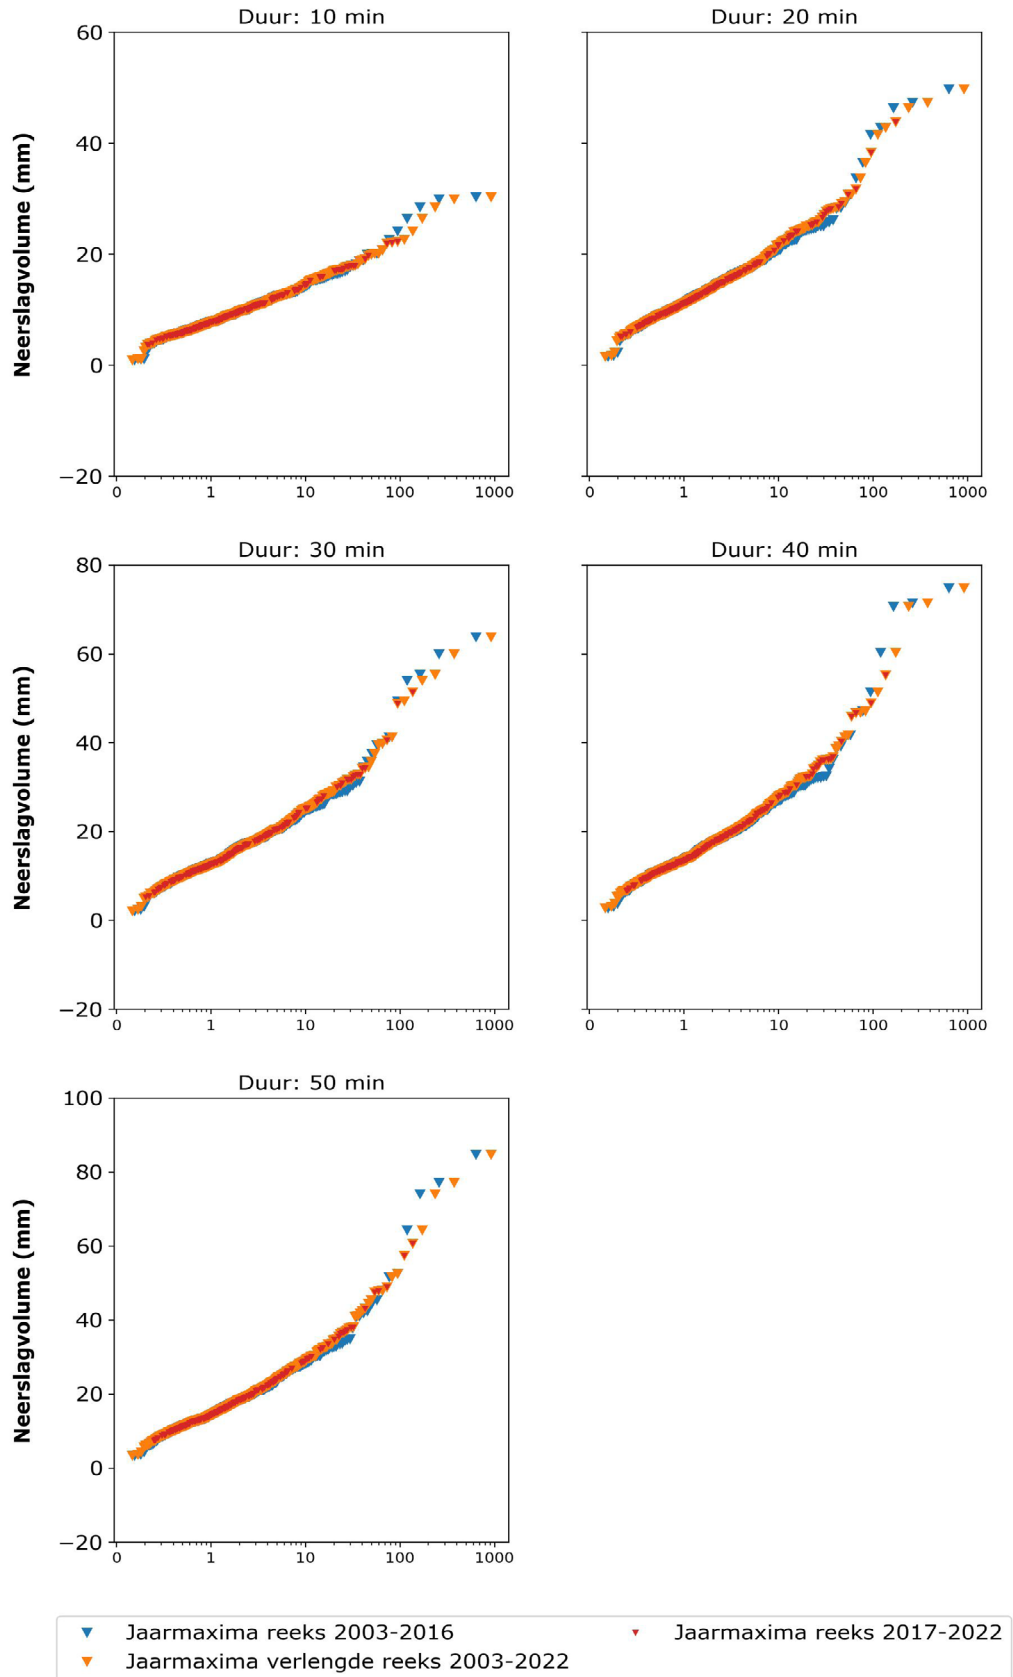 Duur: 10 min
Duur: 20 min
Neerslagvolume (mm)
60
40
20
0
−20
0 1 10 100 1000
0 1 10 100 1000
Duur: 30 min
Duur: 40 min
Neerslagvolume (mm)
80
60
40
20
0
−20
0 1 10 100 1000
0 1 10 100 1000
Duur: 50 min
Neerslagvolume (mm)
100
80
60
40
20
0
−20
0 1 10 100 1000
Jaarmaxima reeks 2003-2016
Jaarmaxima verlengde reeks 2003-2022
Jaarmaxima reeks 2017-2022